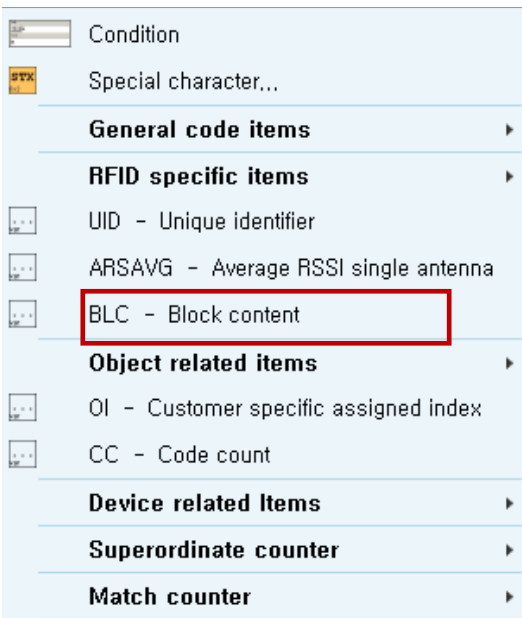 Condition
STX
Special character,,,
General code items
RFID specific items
UID - Unique identifier
ARSAVG - Average RSSI single antenna
BLC - Block content
Object related items
OI - Customer specific assigned index
CC - Code count
Device related Items
Superordinate counter
Match counter